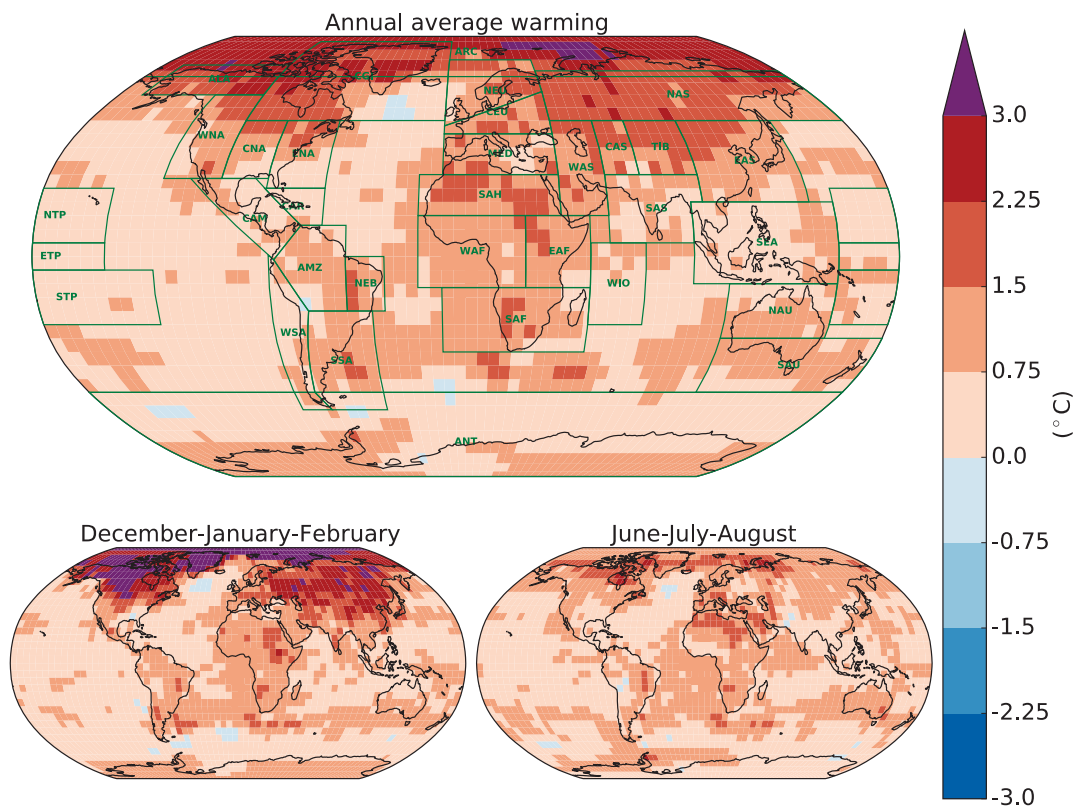 Annual average warming
ARC
ALA
CGI
NEU
NAS
CEU
WNA
CNA
ENA
MED
WAS
CAS
TIB
EAS
SAH
SAS
NTP
CAM
CAR
SEA
ETP
WAF
EAF
AMZ
NEB
WIO
STP
SAF
NAU
WSA
SSA
SAU
ANT
3.0
2.25
1.5
0.75
0.0
-0.75
-1.5
-2.25
-3.0
(°C)
December-January-February
June-July-August